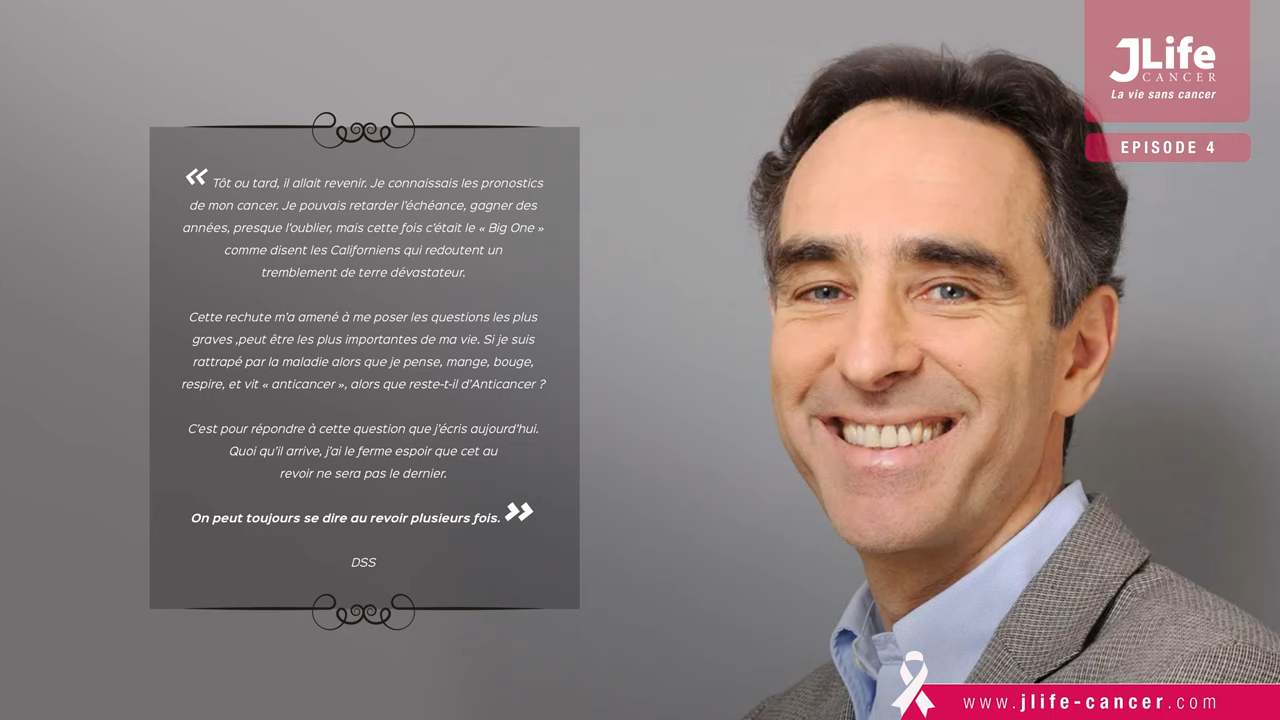 « Tôt ou tard, il allait revenir. Je connaissais les pronostics
de mon cancer. Je pouvais retarder l'échéance, gagner des
années, presque l'oublier, mais cette fois c'était le « Big One »
comme disent les Californiens qui redoutent un
tremblement de terre dévastateur.
Cette rechute m'a amené à me poser les questions les plus
graves ,peut être les plus importantes de ma vie. Si je suis
rattrapé par la maladie alors que je pense, mange, bouge,
respire, et vit « anticancer », alors que reste-t-il d'Anticancer ?
C'est pour répondre à cette question que j'écris aujourd'hui.
Quoi qu'il arrive, j'ai le ferme espoir que cet au
revoir ne sera pas le dernier.
On peut toujours se dire au revoir plusieurs fois. »
DSS
JLife
CANCER
La vie sans cancer
EPISODE 4
www.jlife-cancer.com